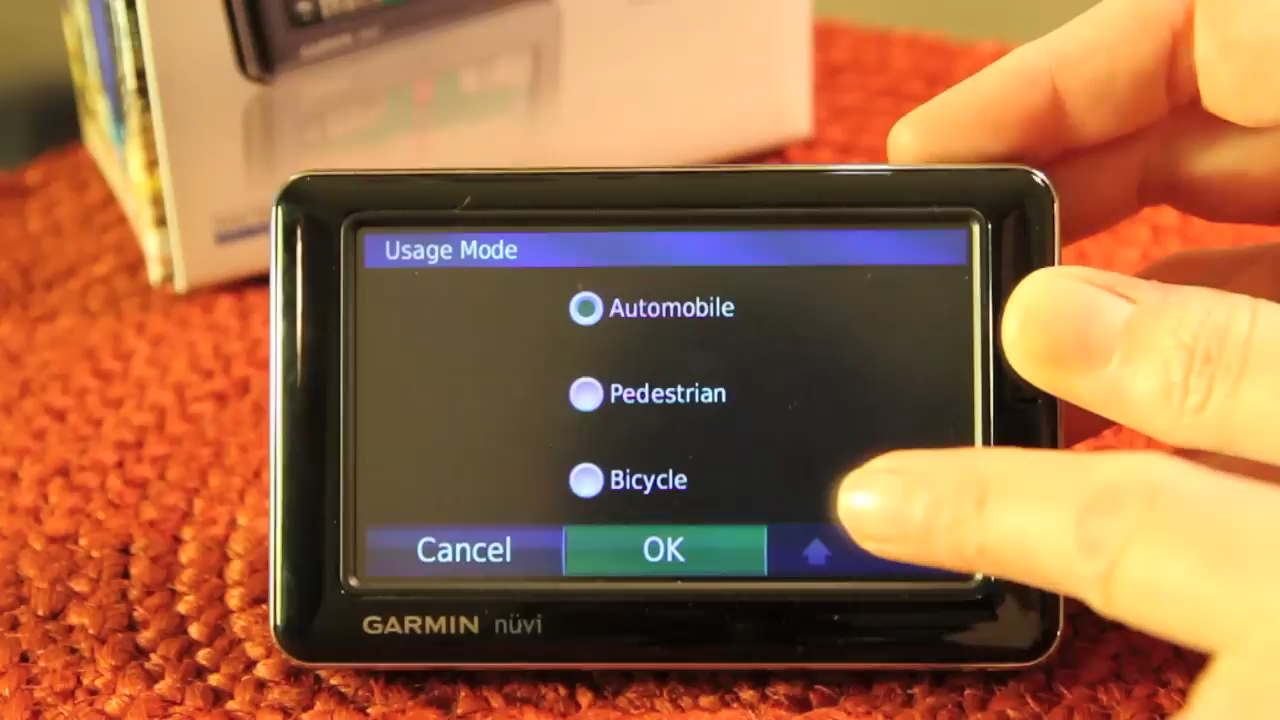 Usage Mode
Automobile
Pedestrian
Bicycle
Cancel OK
GARMIN nüvi